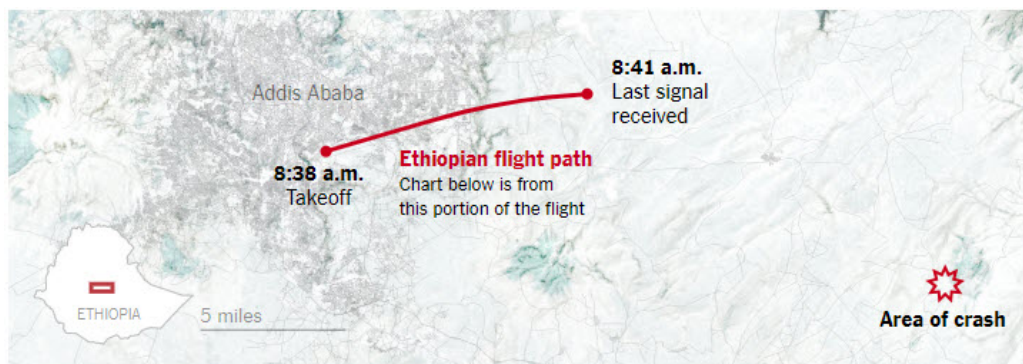 Addis Ababa
8:41 a.m.
Last signal
received
8:38 a.m.
Takeoff
Ethiopian flight path
Chart below is from
this portion of the flight
ETHIOPIA
5 miles
Area of crash